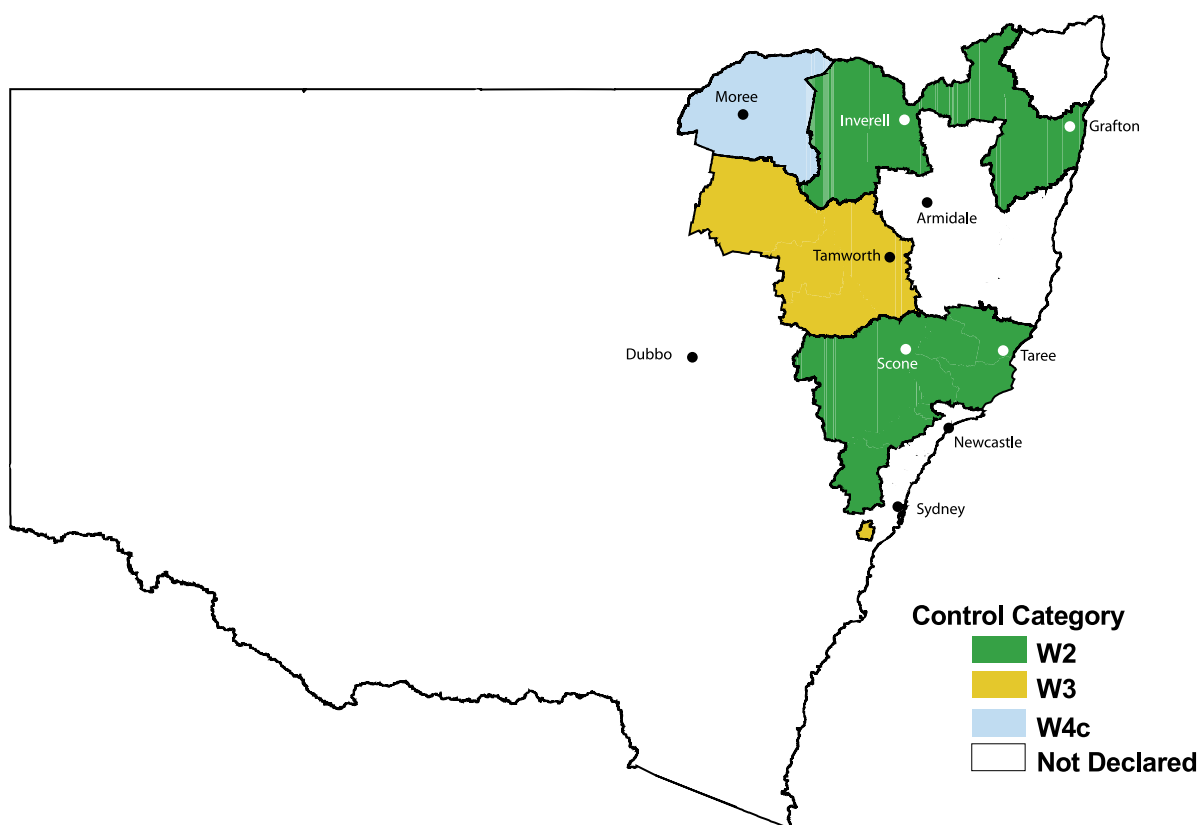 Moree
Inverell
Grafton
Armidale
Tamworth
Dubbo
Scone
Taree
Newcastle
Sydney
Control Category
W2
W3
W4c
Not Declared